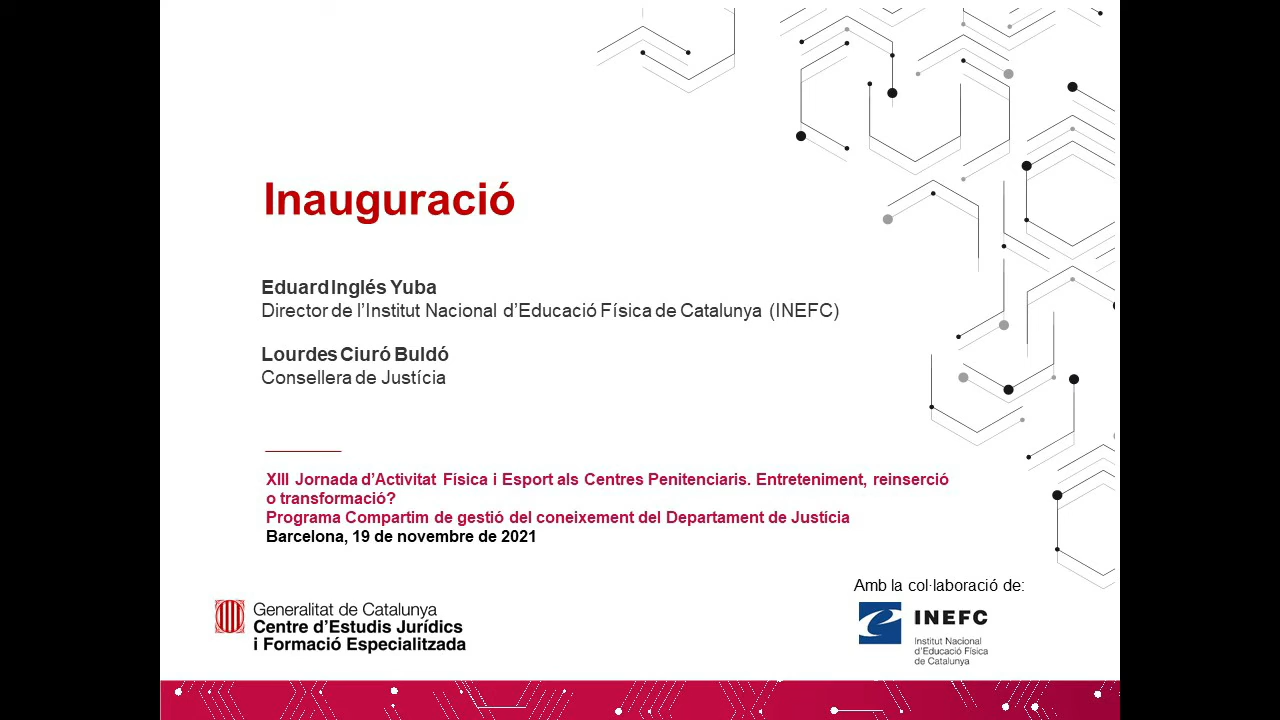 Inauguració
Eduard Inglés Yuba
Director de l’Institut Nacional d’Educació Física de Catalunya (INEFC)
Lourdes Ciuró Buldó
Consellera de Justícia
XIII Jornada d’Activitat Física i Esport als Centres Penitenciaris. Entreteniment, reinserció
o transformació?
Programa Compartim de gestió del coneixement del Departament de Justícia
Barcelona, 19 de novembre de 2021
Amb la col·laboració de:
Generalitat de Catalunya
Centre d’Estudis Jurídics
i Formació Especialitzada
INEFC
Institut Nacional
d’Educació Física
de Catalunya